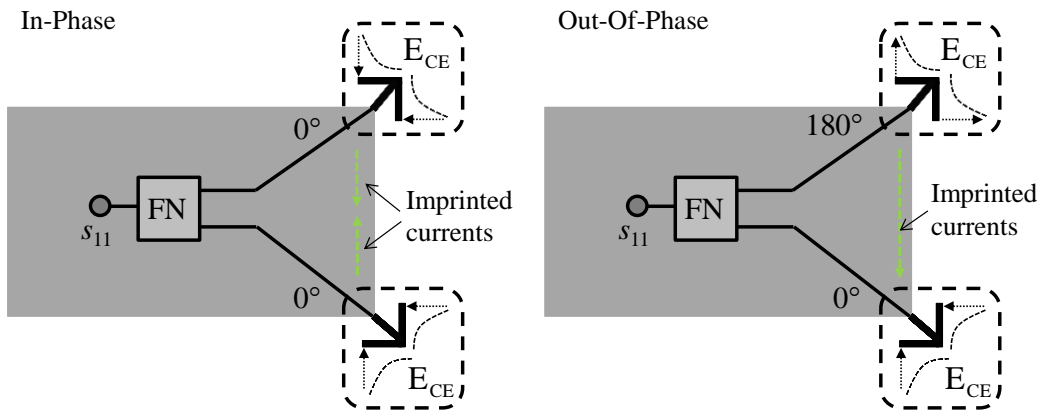 In-Phase
E_CE
0°
FN
s_11
Imprinted
currents
0°
E_CE
Out-Of-Phase
E_CE
180°
FN
s_11
Imprinted
currents
0°
E_CE